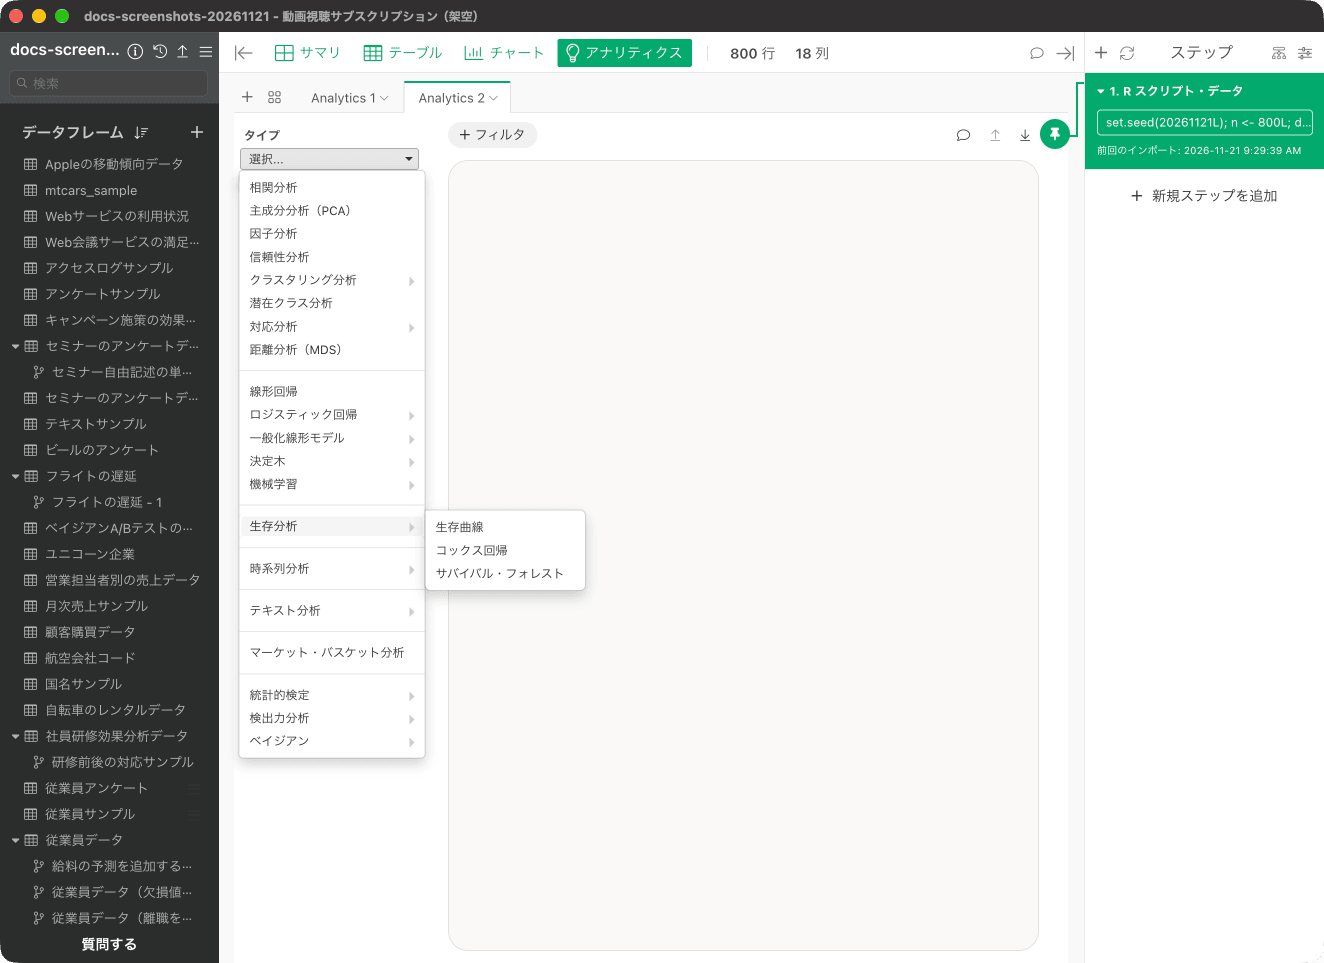 docs-screenshots-20261121 - 動画視聴サブスクリプション（架空）
docs-screen...
検索
データフレーム
Appleの移動傾向データ
mtcars_sample
Webサービスの利用状況
Web会議サービスの満足…
アクセスログサンプル
アンケートサンプル
キャンペーン施策の効果…
セミナーのアンケートデ…
セミナー自由記述の単…
セミナーのアンケートデ…
テキストサンプル
ビールのアンケート
フライトの遅延
フライトの遅延 - 1
ベイジアンA/Bテストの…
ユニコーン企業
営業担当者別の売上データ
月次売上サンプル
顧客購買データ
航空会社コード
国名サンプル
自転車のレンタルデータ
社員研修効果分析データ
研修前後の対応サンプル
従業員アンケート
従業員サンプル
従業員データ
給料の予測を追加する…
従業員データ（欠損値…
従業員データ（離職を…
質問する
サマリ
テーブル
チャート
アナリティクス
800 行
18 列
Analytics 1
Analytics 2
タイプ
選択...
+ フィルタ
相関分析
主成分分析（PCA）
因子分析
信頼性分析
クラスタリング分析
潜在クラス分析
対応分析
距離分析（MDS）
線形回帰
ロジスティック回帰
一般化線形モデル
決定木
機械学習
生存分析
時系列分析
テキスト分析
マーケット・バスケット分析
統計的検定
検出力分析
ベイジアン
生存曲線
コックス回帰
サバイバル・フォレスト
ステップ
1. R スクリプト・データ
set.seed(20261121L); n <- 800L; d...
前回のインポート: 2026-11-21 9:29:39 AM
+ 新規ステップを追加